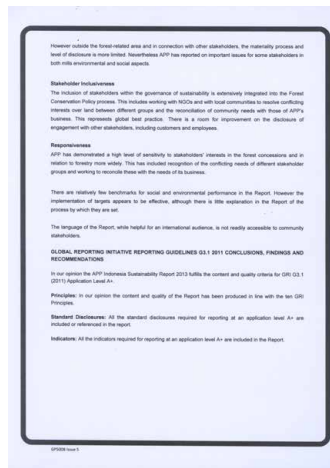 However outside the forest-related area and in connection with other stakeholders, the materiality process and
level of disclosure is more limited. Nevertheless APP has reported on important issues for some stakeholders in
both mills environmental and social aspects.
Stakeholder Inclusiveness
The inclusion of stakeholders within the governance of sustainability is extensively integrated into the Forest
Conservation Policy process. This includes working with NGOs and with local communities to resolve conflicting
interests over land between different groups and the reconciliation of community needs with those of APP's
business. This represents global best practice. There is a room for improvement on the disclosure of
engagement with other stakeholders, including customers and employees.
Responsiveness
APP has demonstrated a high level of sensitivity to stakeholders' interests in the forest concessions and in
relation to forestry more widely. This has included recognition of the conflicting needs of different stakeholder
groups and working to reconcile these with the needs of its business.
There are relatively few benchmarks for social and environmental performance in the Report. However the
implementation of targets appears to be effective, although there is little explanation in the Report of the
process by which they are set.
The language of the Report, while helpful for an international audience, is not readily accessible to community
stakeholders.
GLOBAL REPORTING INITIATIVE REPORTING GUIDELINES G3.1 2011 CONCLUSIONS, FINDINGS AND
RECOMMENDATIONS
In our opinion the APP Indonesia Sustainability Report 2013 fulfills the content and quality criteria for GRI G3.1
(2011) Application Level A+.
Principles: In our opinion the content and quality of the Report has been produced in line with the ten GRI
Principles.
Standard Disclosures: All the standard disclosures required for reporting at an application level A+ are
included or referenced in the report.
Indicators: All the indicators required for reporting at an application level A+ are included in the Report.
Issue 5